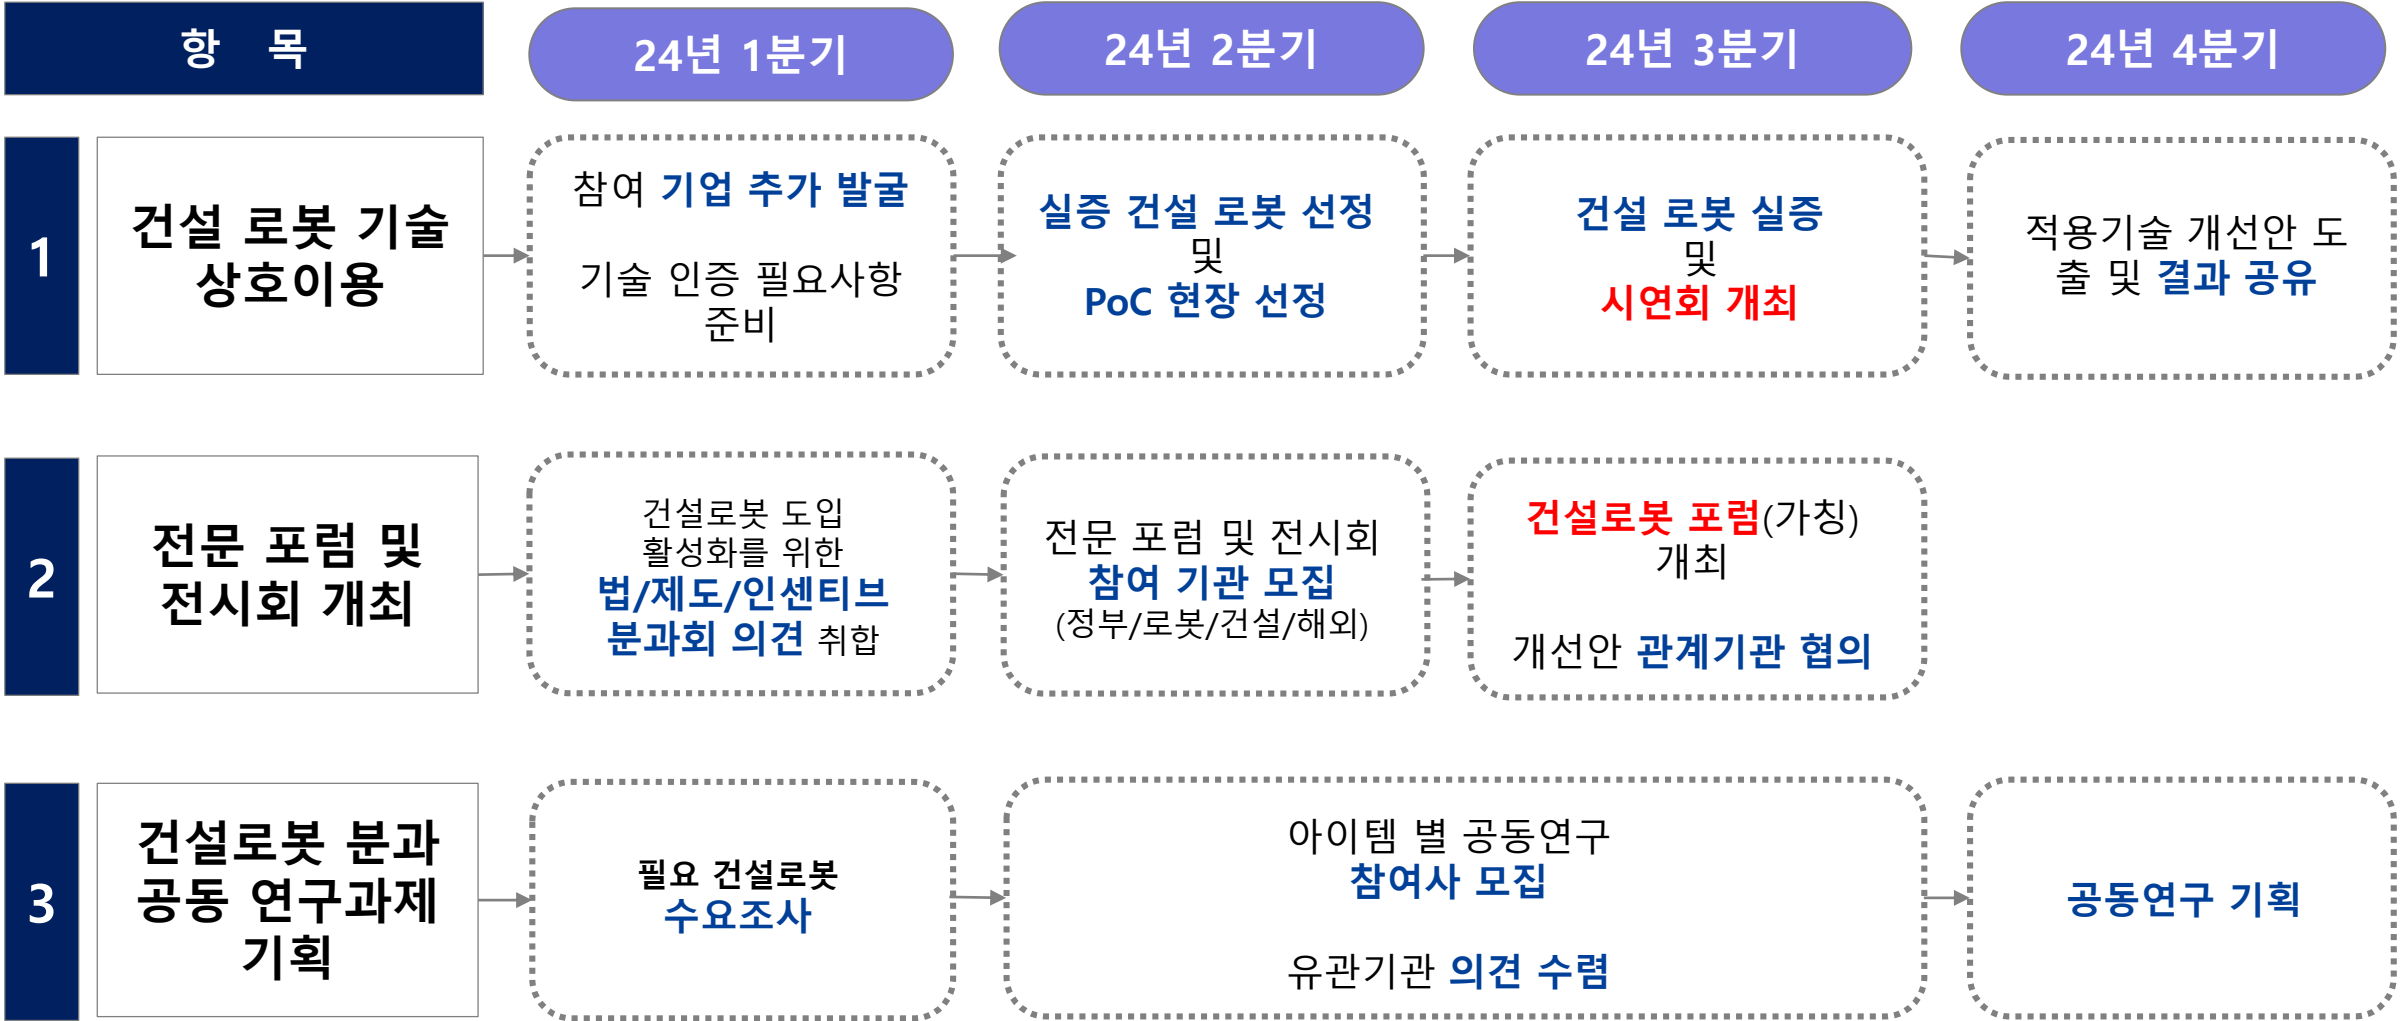 항 목
24년 1분기
24년 2분기
24년 3분기
24년 4분기
1
건설 로봇 기술
상호이용
참여 기업 추가 발굴
기술 인증 필요사항
준비
실증 건설 로봇 선정
및
PoC 현장 선정
건설 로봇 실증
및
시연회 개최
적용기술 개선안 도
출 및 결과 공유
2
전문 포럼 및
전시회 개최
건설로봇 도입
활성화를 위한
법/제도/인센티브
분과회 의견 취합
전문 포럼 및 전시회
참여 기관 모집
(정부/로봇/건설/해외)
건설로봇 포럼(가칭)
개최
개선안 관계기관 협의
3
건설로봇 분과
공동 연구과제
기획
필요 건설로봇
수요조사
아이템 별 공동연구
참여사 모집
유관기관 의견 수렴
공동연구 기획